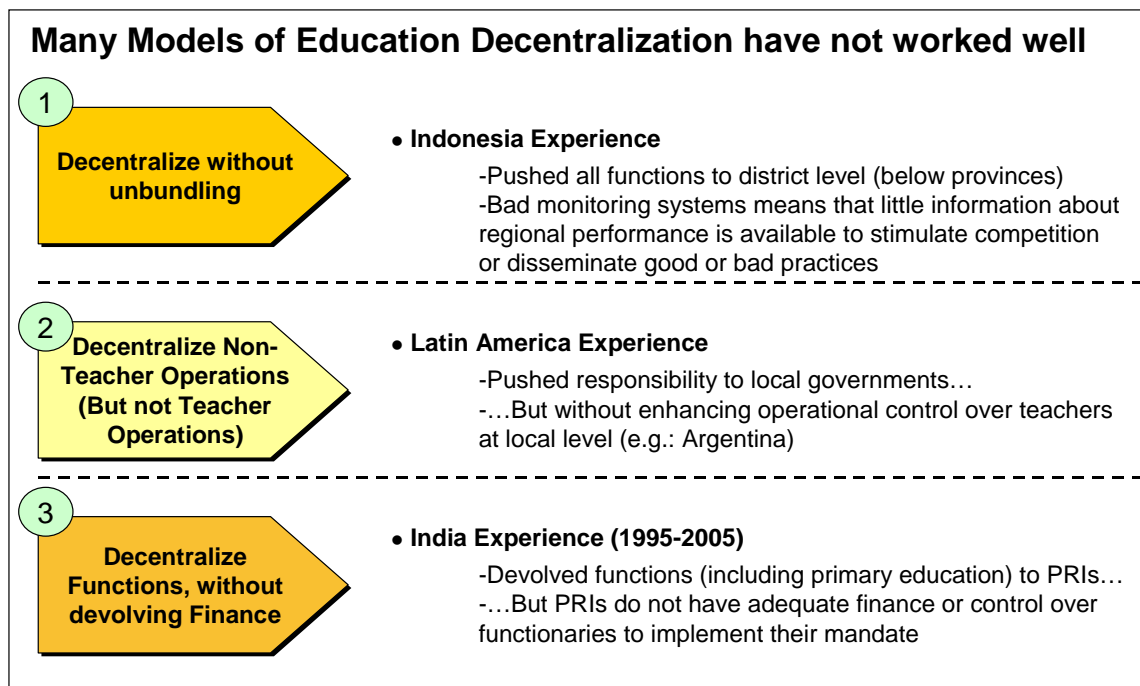 Many Models of Education Decentralization have not worked well
1
Decentralize without
unbundling
● Indonesia Experience
-Pushed all functions to district level (below provinces)
-Bad monitoring systems means that little information about
regional performance is available to stimulate competition
or disseminate good or bad practices
2
Decentralize Non-
Teacher Operations
(But not Teacher
Operations)
● Latin America Experience
-Pushed responsibility to local governments…
-…But without enhancing operational control over teachers
at local level (e.g.: Argentina)
3
Decentralize
Functions, without
devolving Finance
● India Experience (1995-2005)
-Devolved functions (including primary education) to PRIs…
-…But PRIs do not have adequate finance or control over
functionaries to implement their mandate